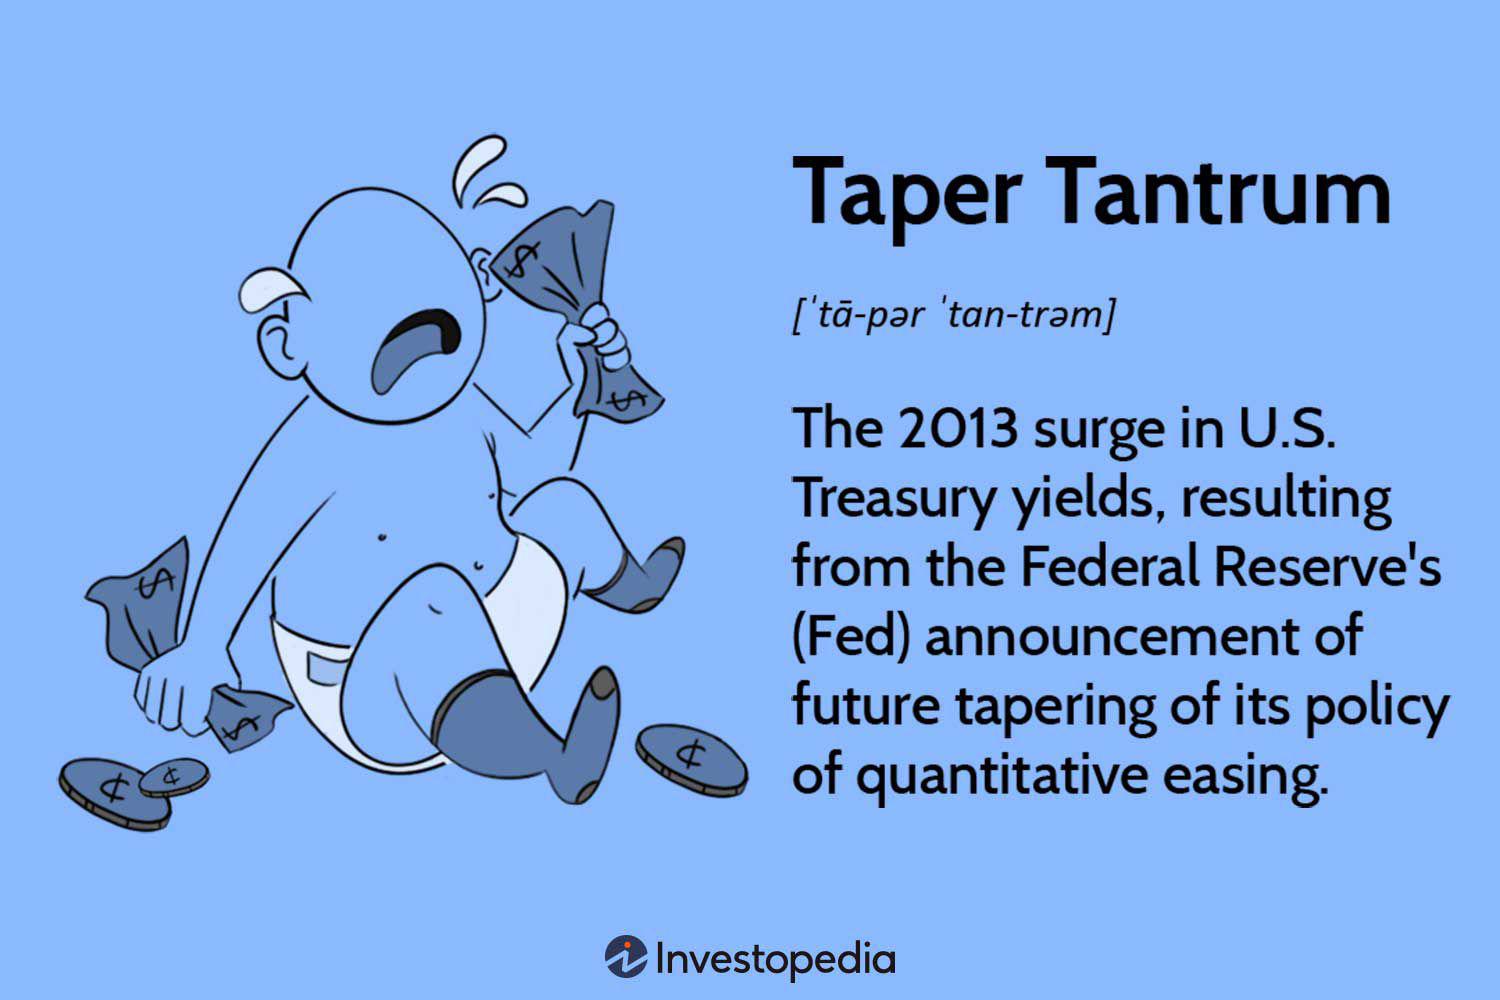 Taper Tantrum
[ˈtā-pər ˈtan-trəm]
The 2013 surge in U.S.
Treasury yields, resulting
from the Federal Reserve's
(Fed) announcement of
future tapering of its policy
of quantitative easing.
$
$
$
$
¢
¢
¢
Investopedia